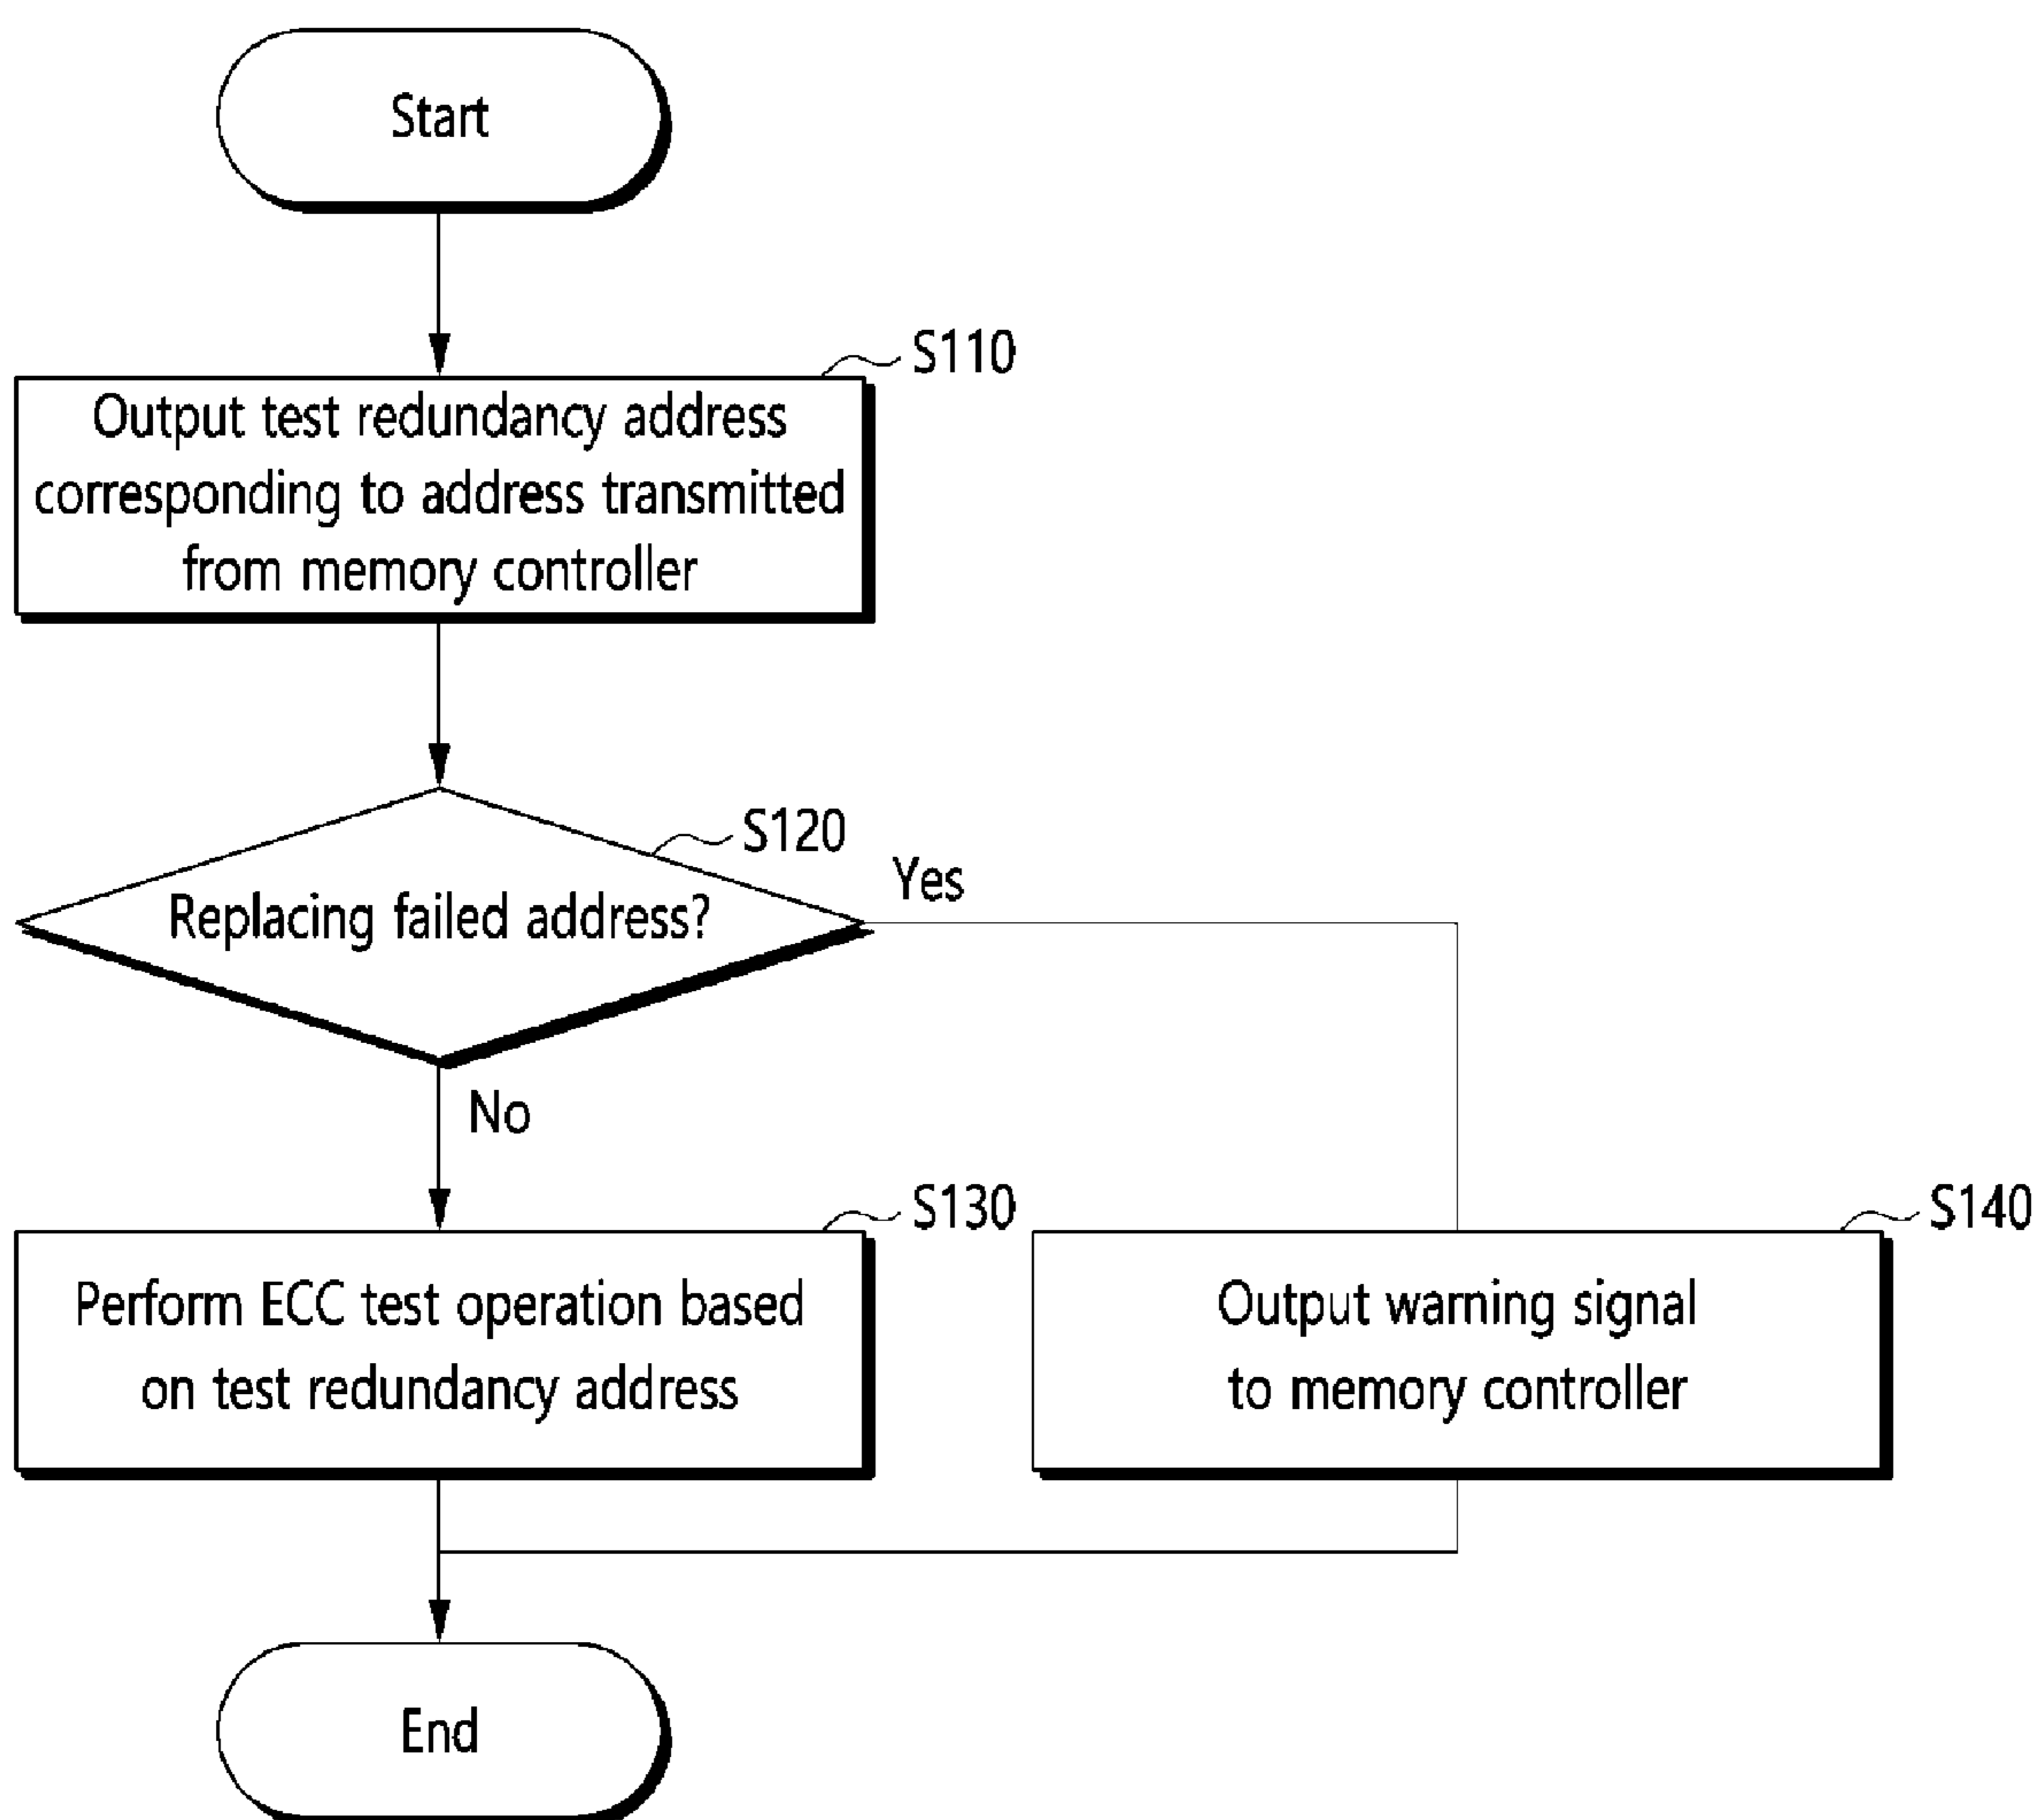 Start
S110
Output test redundancy address
corresponding to address transmitted
from memory controller
S120
Replacing failed address?
Yes
No
S130
Perform ECC test operation based
on test redundancy address
S140
Output warning signal
to memory controller
End